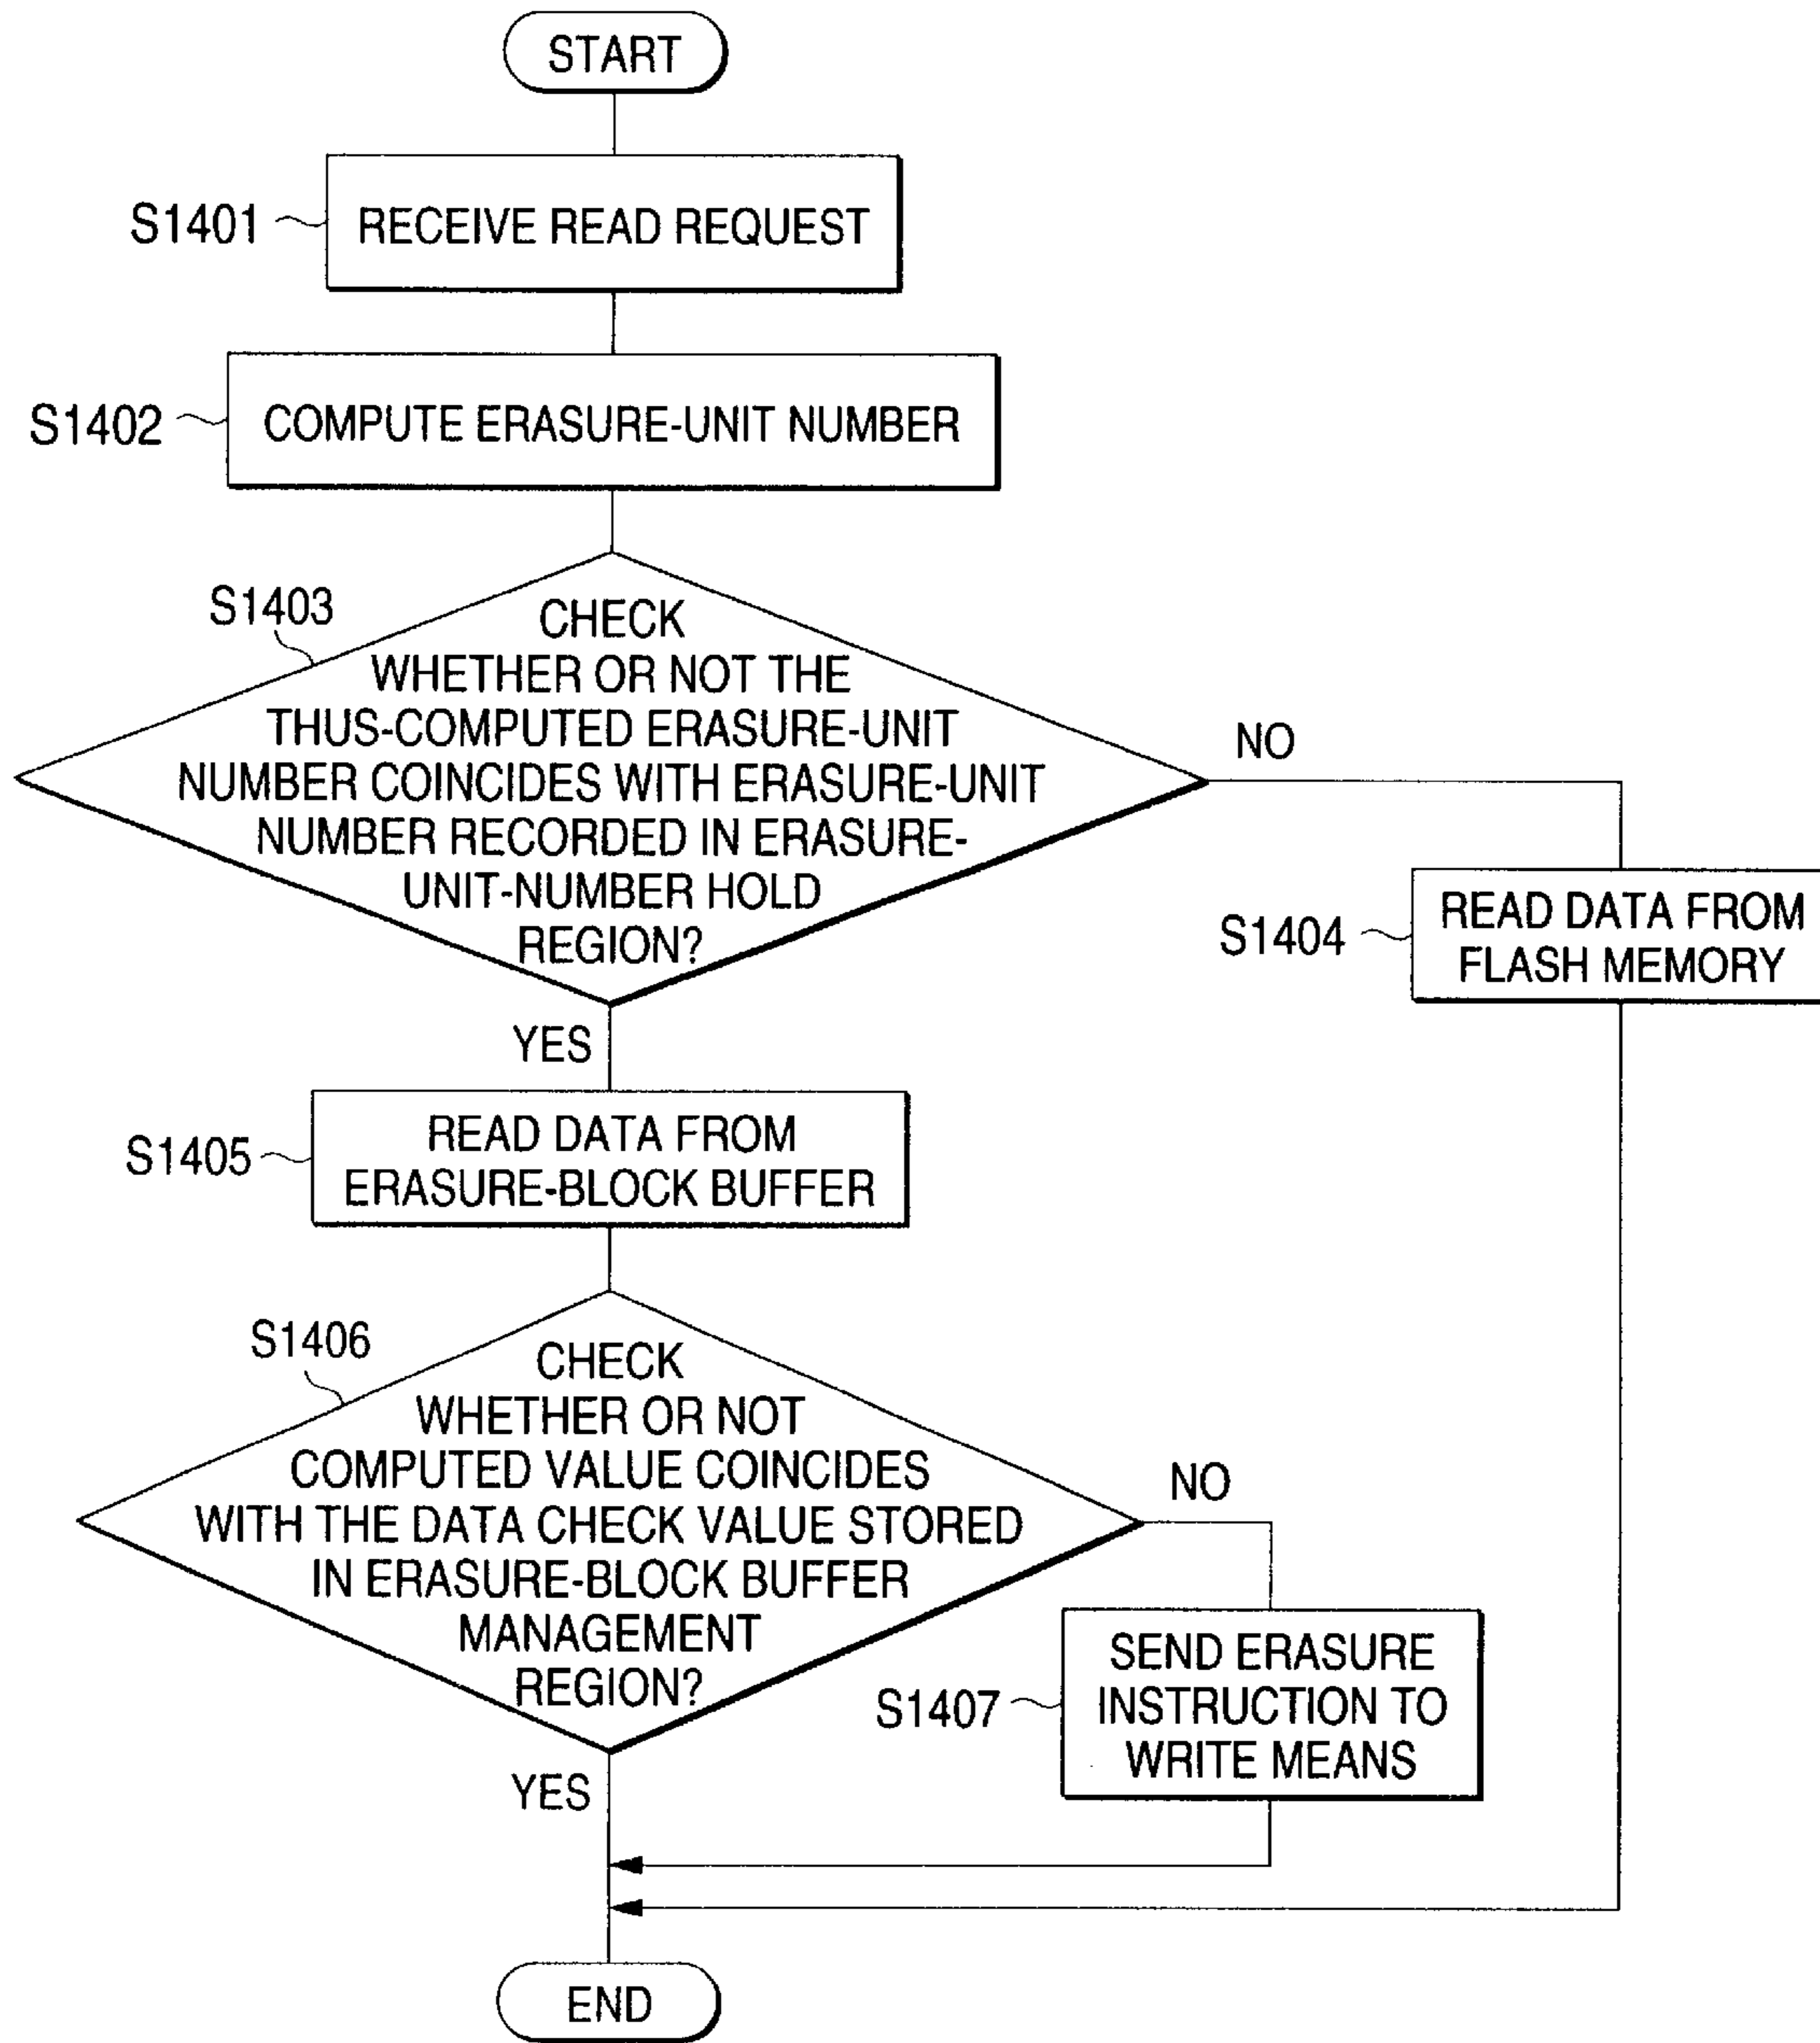 START
S1401
RECEIVE READ REQUEST
S1402
COMPUTE ERASURE-UNIT NUMBER
S1403
CHECK
WHETHER OR NOT THE
THUS-COMPUTED ERASURE-UNIT
NUMBER COINCIDES WITH ERASURE-UNIT
NUMBER RECORDED IN ERASURE-
UNIT-NUMBER HOLD
REGION?
NO
S1404
READ DATA FROM
FLASH MEMORY
YES
S1405
READ DATA FROM
ERASURE-BLOCK BUFFER
S1406
CHECK
WHETHER OR NOT
COMPUTED VALUE COINCIDES
WITH THE DATA CHECK VALUE STORED
IN ERASURE-BLOCK BUFFER
MANAGEMENT
REGION?
NO
S1407
SEND ERASURE
INSTRUCTION TO
WRITE MEANS
YES
END